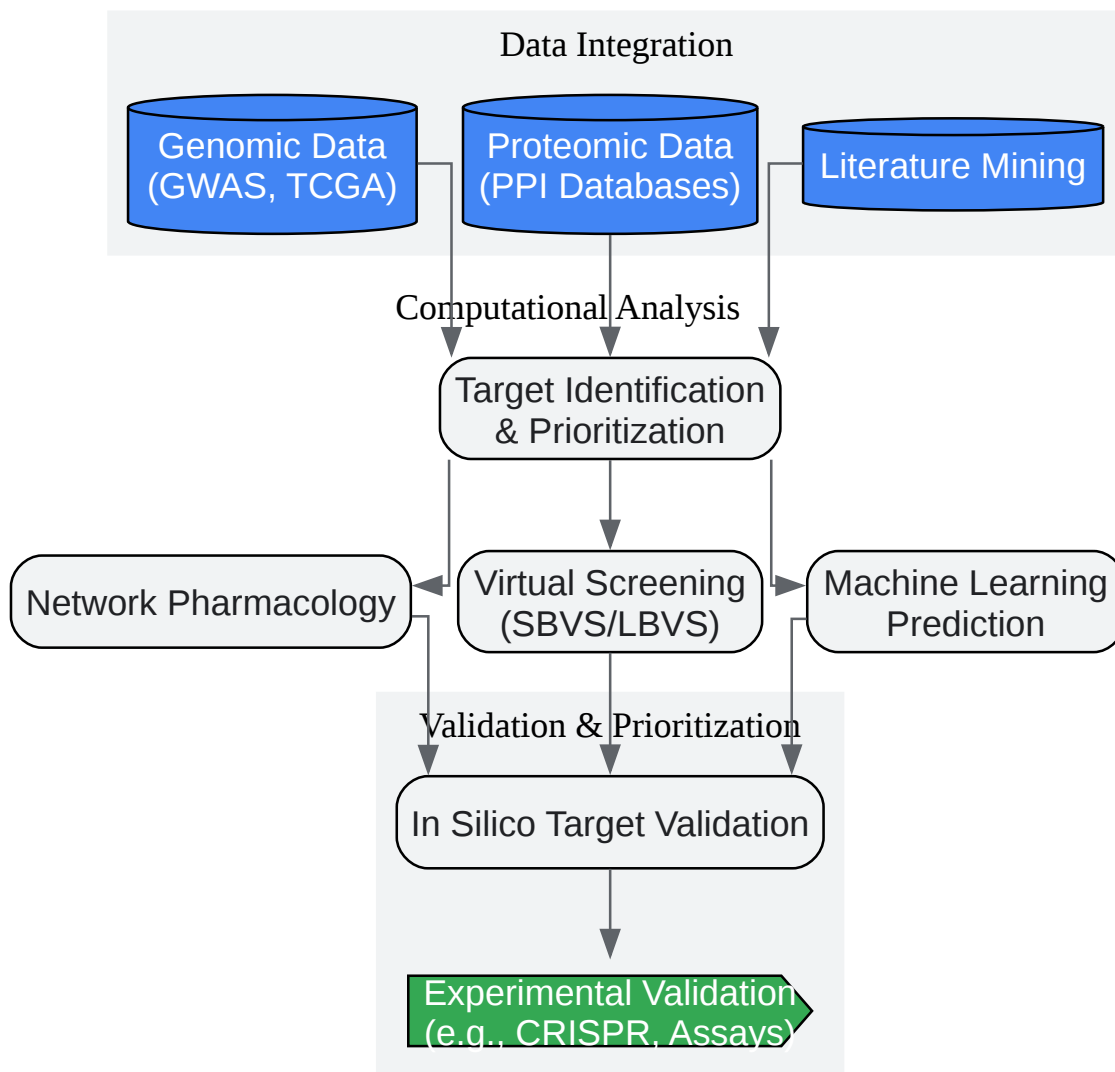 Data Integration
Genomic Data
(GWAS, TCGA)
Proteomic Data
(PPI Databases)
Literature Mining
Computational Analysis
Target Identification
& Prioritization
Network Pharmacology
Virtual Screening
(SBVS/LBVS)
Machine Learning
Prediction
Validation & Prioritization
In Silico Target Validation
Experimental Validation
(e.g., CRISPR, Assays)